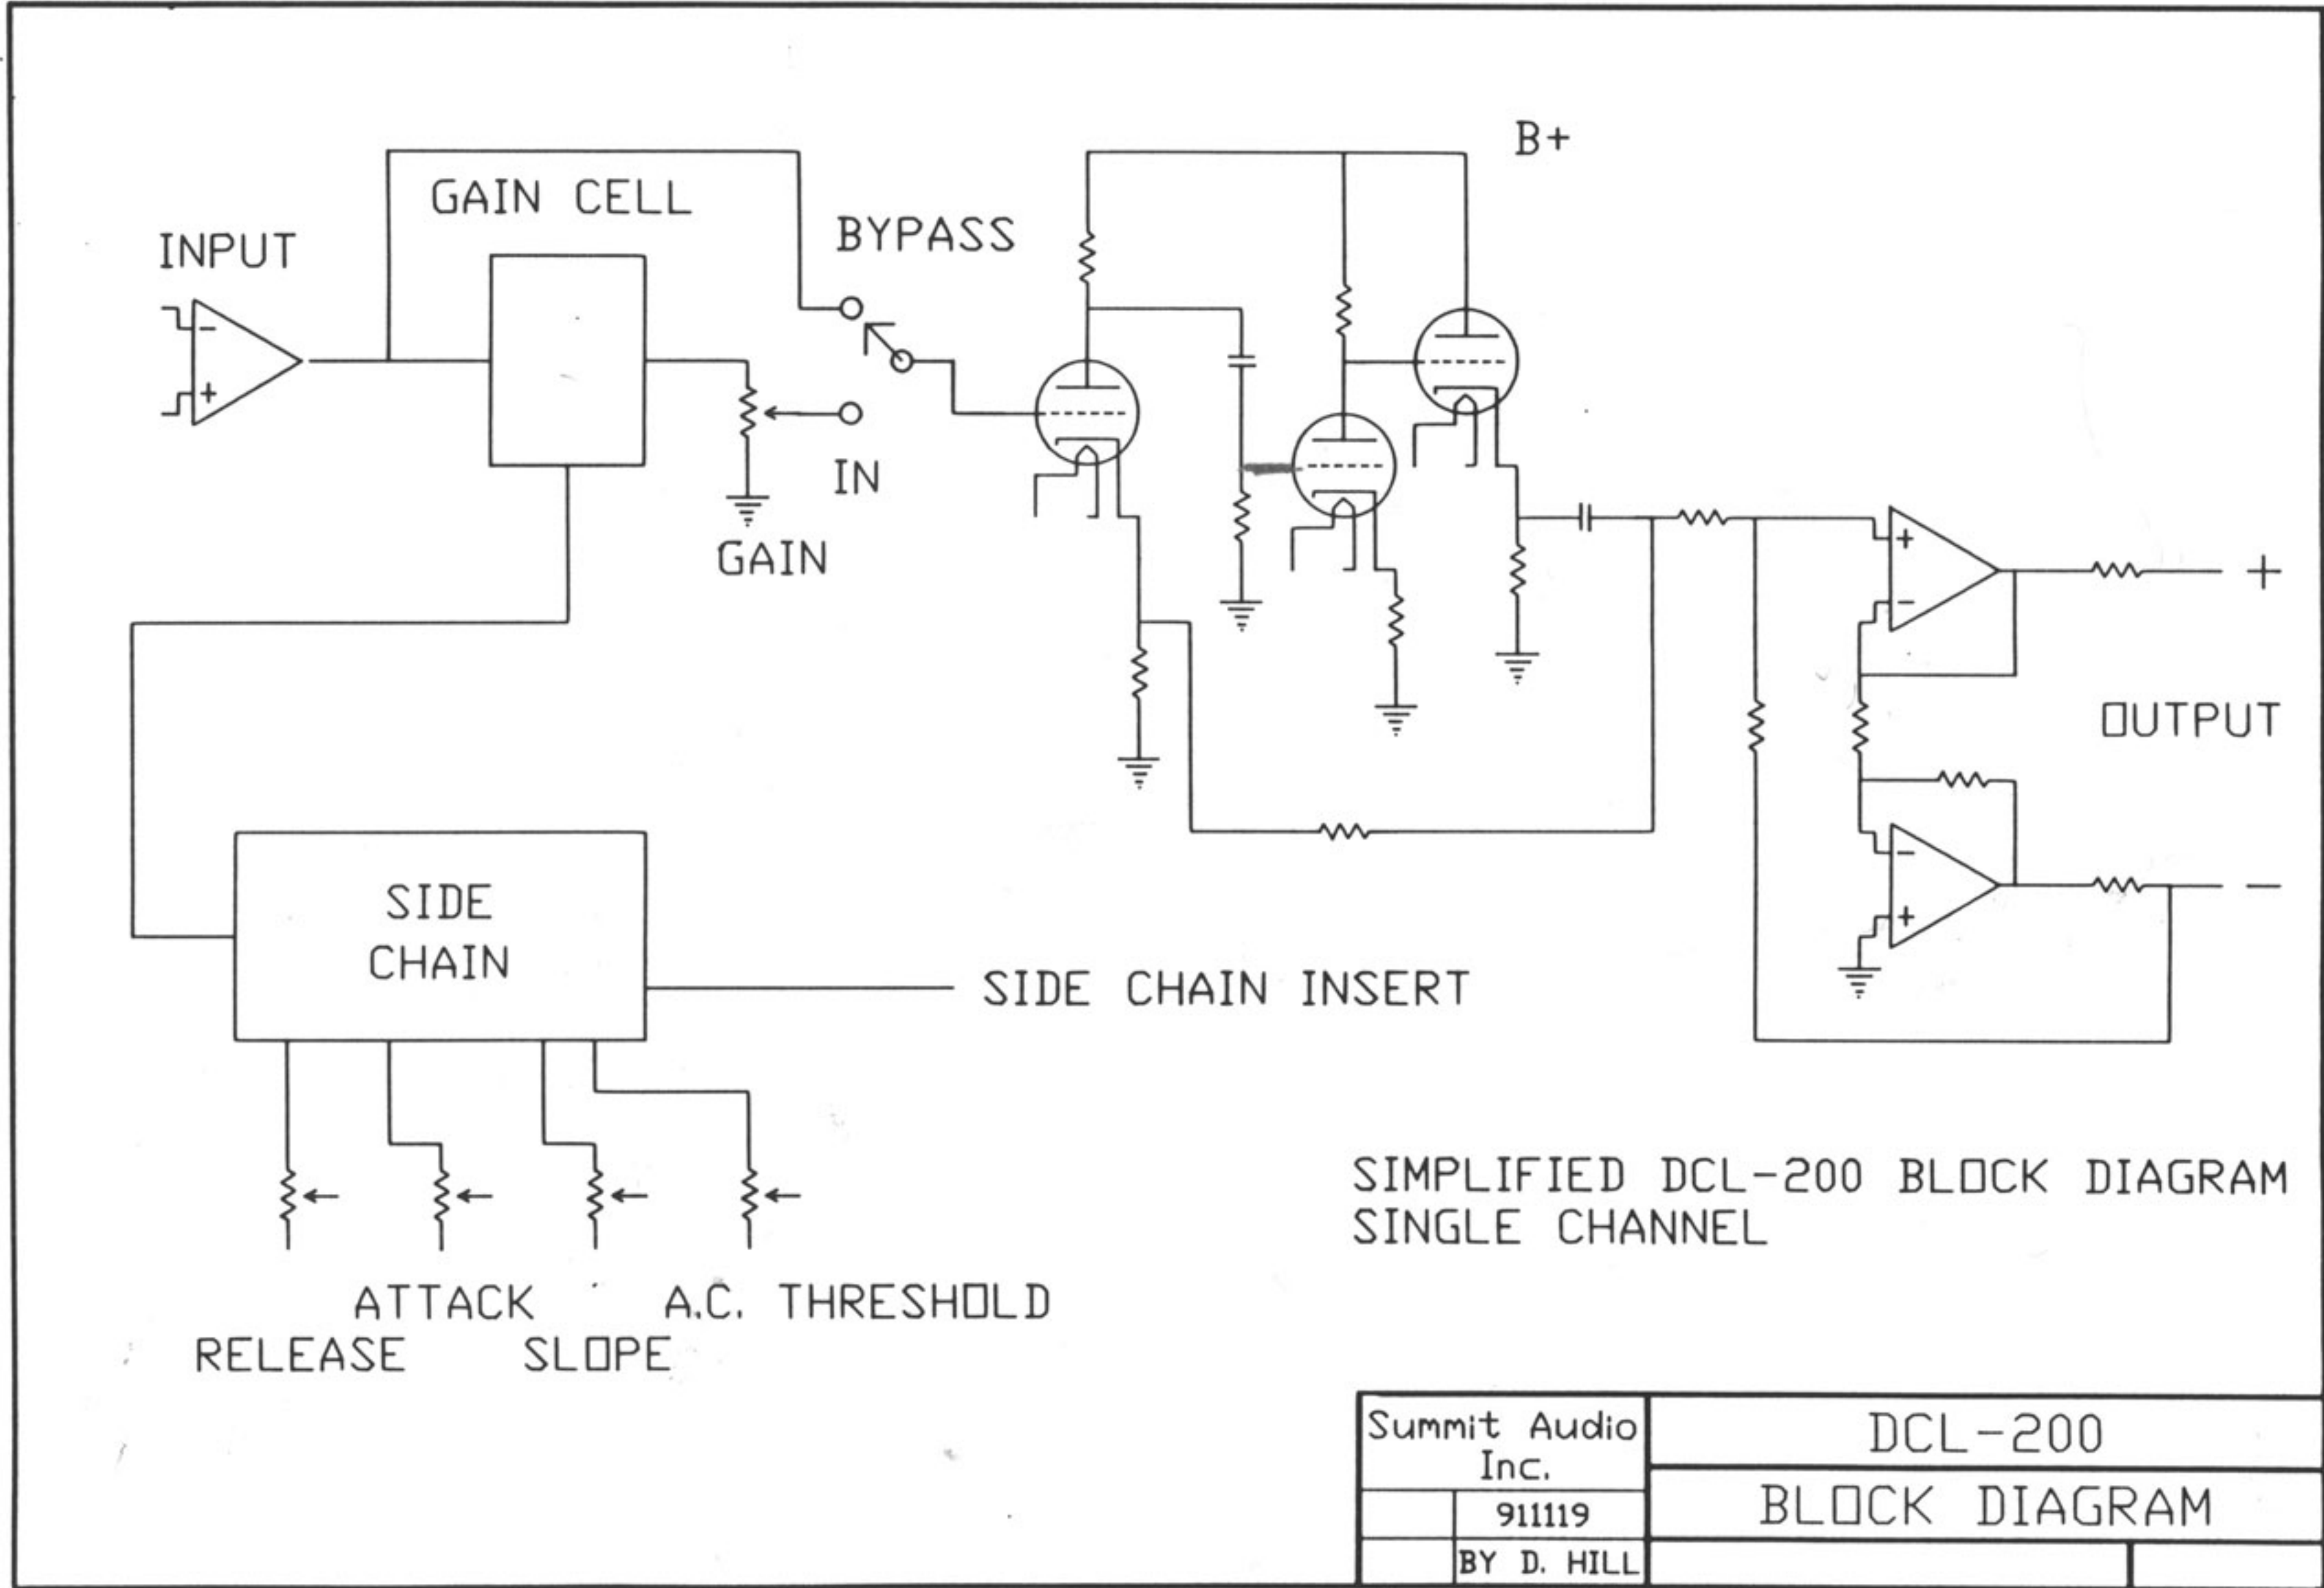 B+
GAIN CELL
INPUT
BYPASS
-
+
IN
GAIN
+
-
+
OUTPUT
-
+
-
SIDE
CHAIN
SIDE CHAIN INSERT
SIMPLIFIED DCL-200 BLOCK DIAGRAM
SINGLE CHANNEL
ATTACK
A.C. THRESHOLD
RELEASE
SLOPE
Summit Audio
Inc.
DCL-200
911119
BLOCK DIAGRAM
BY D. HILL